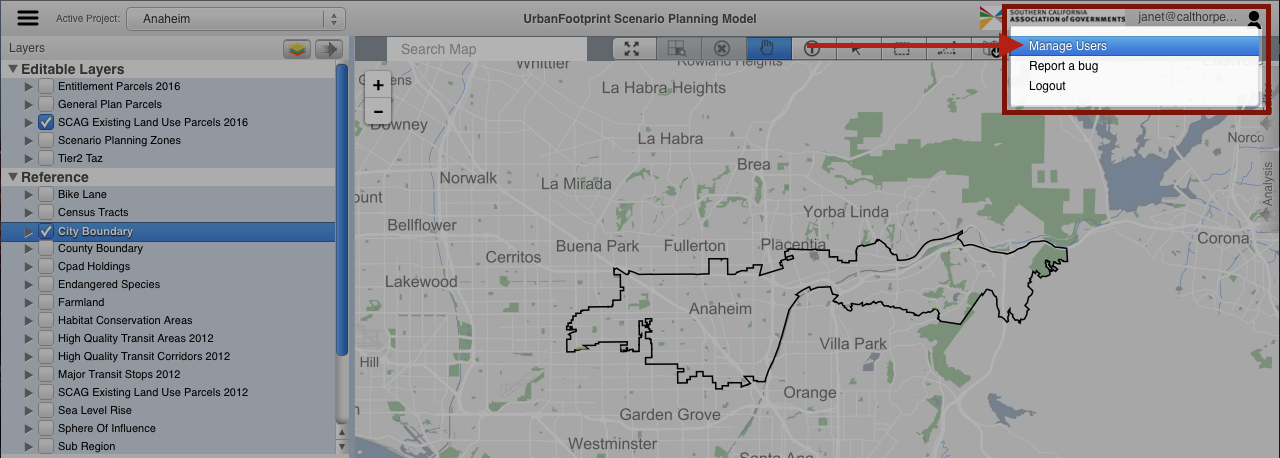 Active Project:
Anaheim
UrbanFootprint Scenario Planning Model
SOUTHERN CALIFORNIA
ASSOCIATION of GOVERNMENTS
janet@calthorpe...
Manage Users
Report a bug
Logout
Layers
Search Map
Editable Layers
Entitlement Parcels 2016
General Plan Parcels
SCAG Existing Land Use Parcels 2016
Scenario Planning Zones
Tier2 Taz
Reference
Bike Lane
Census Tracts
City Boundary
County Boundary
Cpad Holdings
Endangered Species
Farmland
Habitat Conservation Areas
High Quality Transit Areas 2012
High Quality Transit Corridors 2012
Major Transit Stops 2012
SCAG Existing Land Use Parcels 2012
Sea Level Rise
Sphere Of Influence
Sub Region
+
−
Whittier
Rowland Heights
La Habra Heights
Downey
La Habra
Norco
Brea
Norwalk
La Mirada
Analysis
Yorba Linda
Bellflower
Buena Park
Fullerton
Placentia
Corona
Cerritos
Lakewood
Anaheim
Villa Park
Hill
Orange
Garden Grove
Westminster
Santa Ana